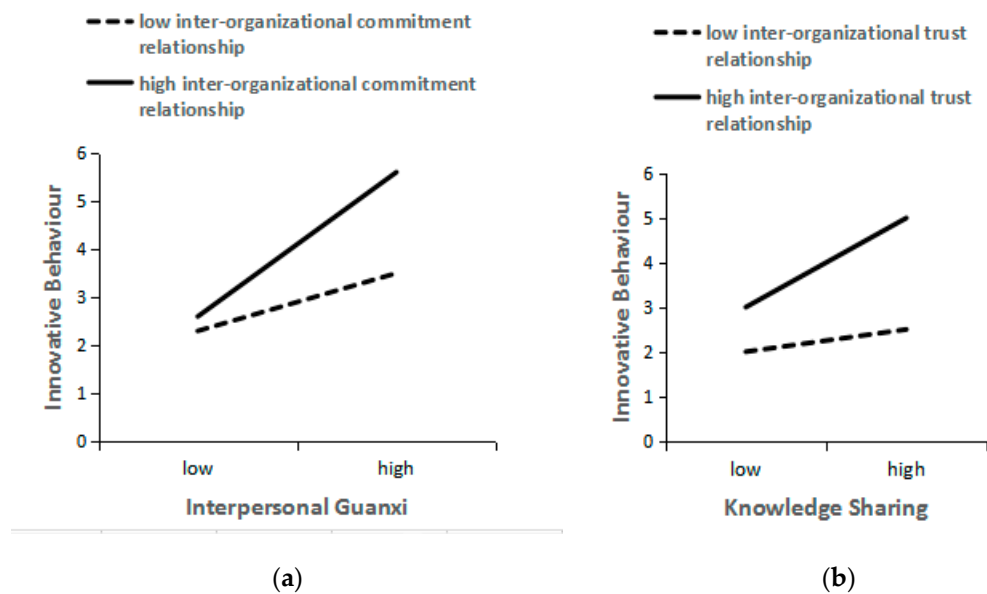 low inter-organizational commitment
relationship
high inter-organizational commitment
relationship
6
5
4
3
2
1
0
Innovative Behaviour
low
high
Interpersonal Guanxi
(a)
low inter-organizational trust
relationship
high inter-organizational trust
relationship
6
5
4
3
2
1
0
Innovative Behaviour
low
high
Knowledge Sharing
(b)